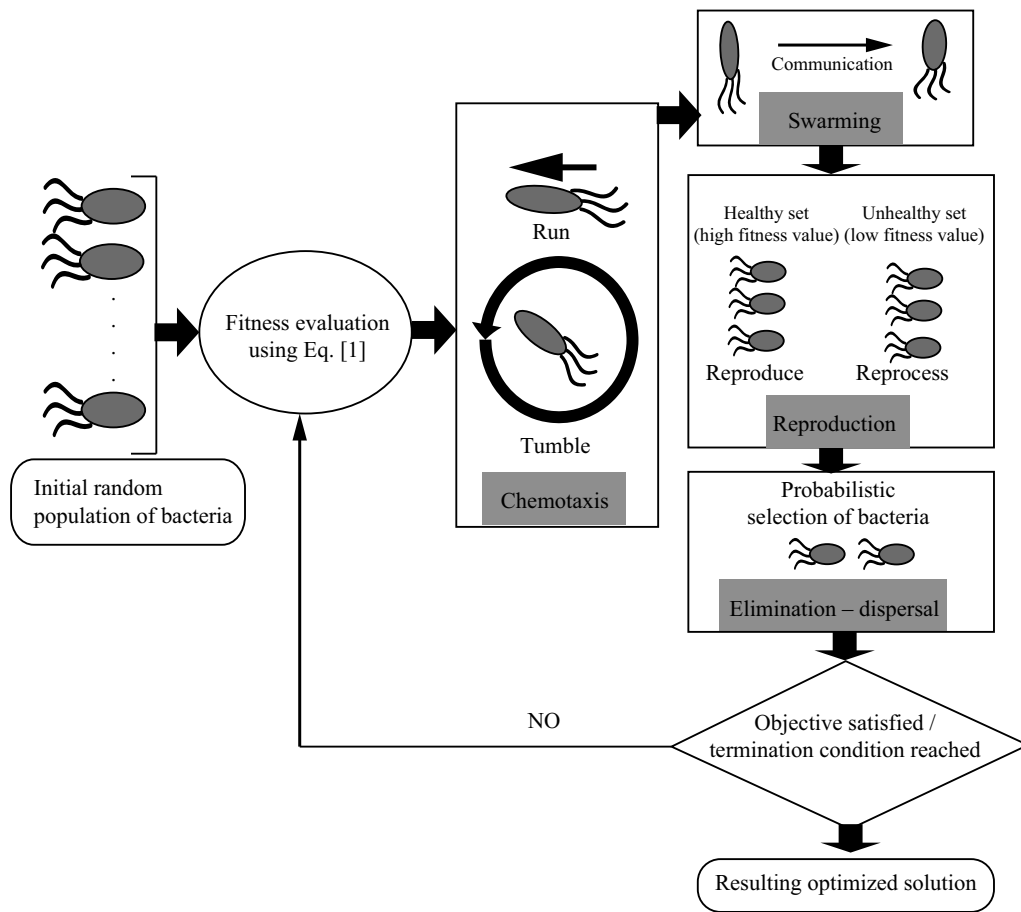 Initial random
population of bacteria
Fitness evaluation
using Eq. [1]
Run
Tumble
Chemotaxis
Communication
Swarming
Healthy set
(high fitness value)
Unhealthy set
(low fitness value)
Reproduce
Reprocess
Reproduction
Probabilistic
selection of bacteria
Elimination – dispersal
Objective satisfied /
termination condition reached
NO
Resulting optimized solution